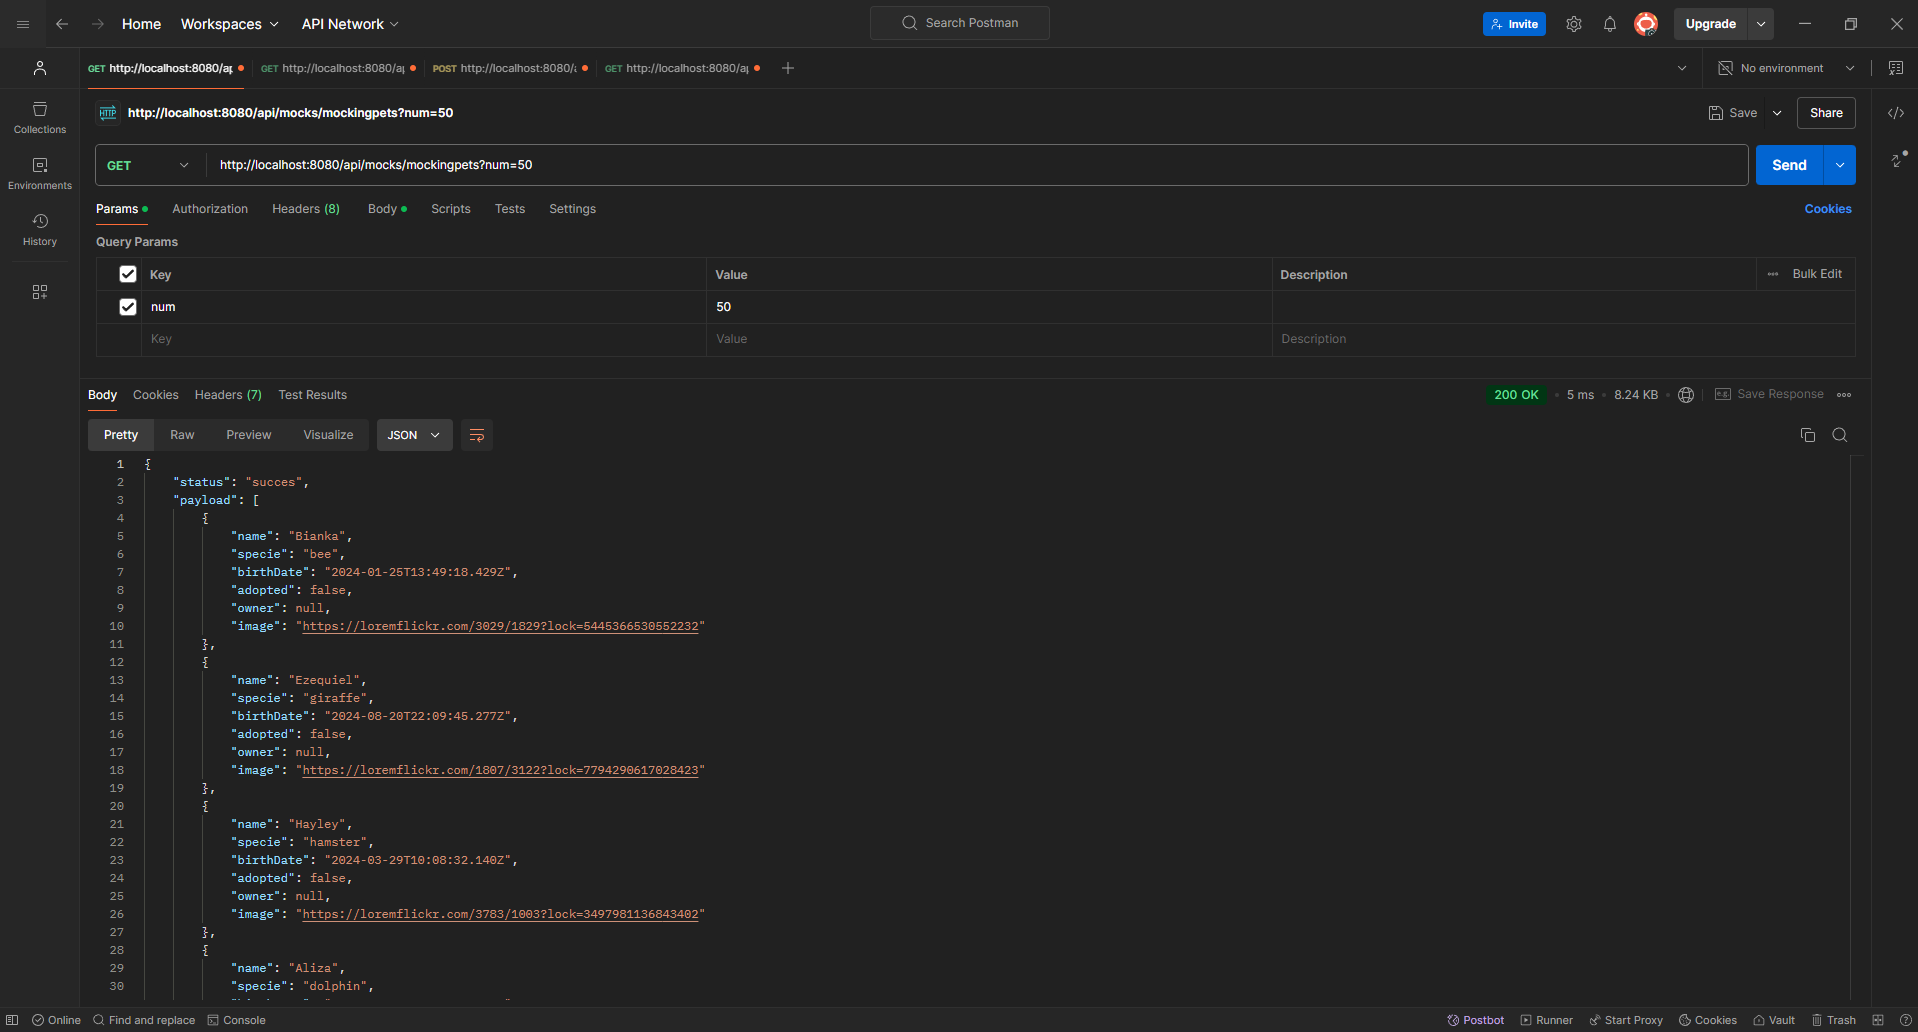 Home Workspaces API Network Search Postman Invite Upgrade
GET http://localhost:8080/ap GET http://localhost:8080/ap POST http://localhost:8080/a GET http://localhost:8080/ap No environment
HTTP http://localhost:8080/api/mocks/mockingpets?num=50 Save Share
Collections
GET http://localhost:8080/api/mocks/mockingpets?num=50 Send
Environments
Params Authorization Headers (8) Body Scripts Tests Settings Cookies
History
Query Params
Key Value Description Bulk Edit
num 50
Key Value Description
Body Cookies Headers (7) Test Results 200 OK 5 ms 8.24 KB Save Response
Pretty Raw Preview Visualize JSON
1 {
2 "status": "succes",
3 "payload": [
4 {
5 "name": "Bianka",
6 "specie": "bee",
7 "birthDate": "2024-01-25T13:49:18.429Z",
8 "adopted": false,
9 "owner": null,
10 "image": "https://loremflickr.com/3029/1829?lock=5445366530552232"
11 },
12 {
13 "name": "Ezequiel",
14 "specie": "giraffe",
15 "birthDate": "2024-08-20T22:09:45.277Z",
16 "adopted": false,
17 "owner": null,
18 "image": "https://loremflickr.com/1807/3122?lock=7794290617028423"
19 },
20 {
21 "name": "Hayley",
22 "specie": "hamster",
23 "birthDate": "2024-03-29T10:08:32.140Z",
24 "adopted": false,
25 "owner": null,
26 "image": "https://loremflickr.com/3783/1003?lock=3497981136843402"
27 },
28 {
29 "name": "Aliza",
30 "specie": "dolphin",
Online Find and replace Console Postbot Runner Start Proxy Cookies Vault Trash